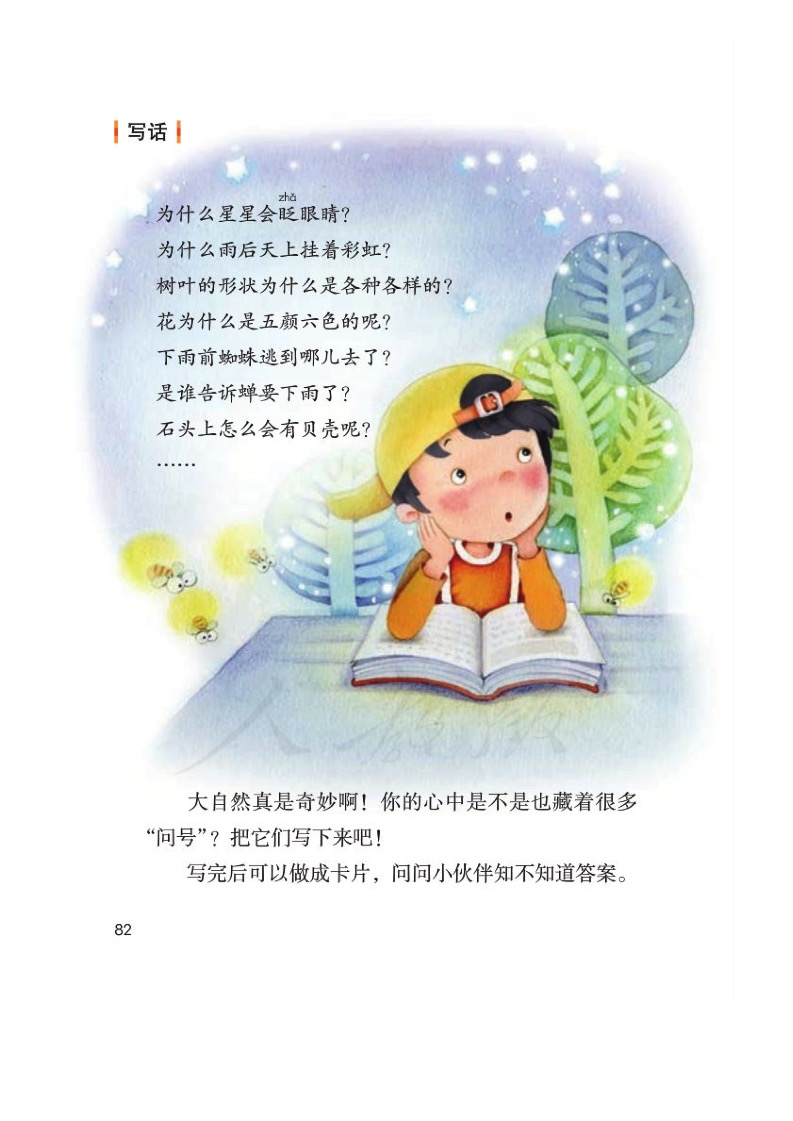 写话
zhǎ
为什么星星会眨眼睛？
为什么雨后天上挂着彩虹？
树叶的形状为什么是各种各样的？
花为什么是五颜六色的呢？
下雨前蜘蛛逃到哪儿去了？
是谁告诉蝉要下雨了？
石头上怎么会有贝壳呢？
……
大自然真是奇妙啊！你的心中是不是也藏着很多
“问号”？把它们写下来吧！
写完后可以做成卡片，问问小伙伴知不知道答案。
82